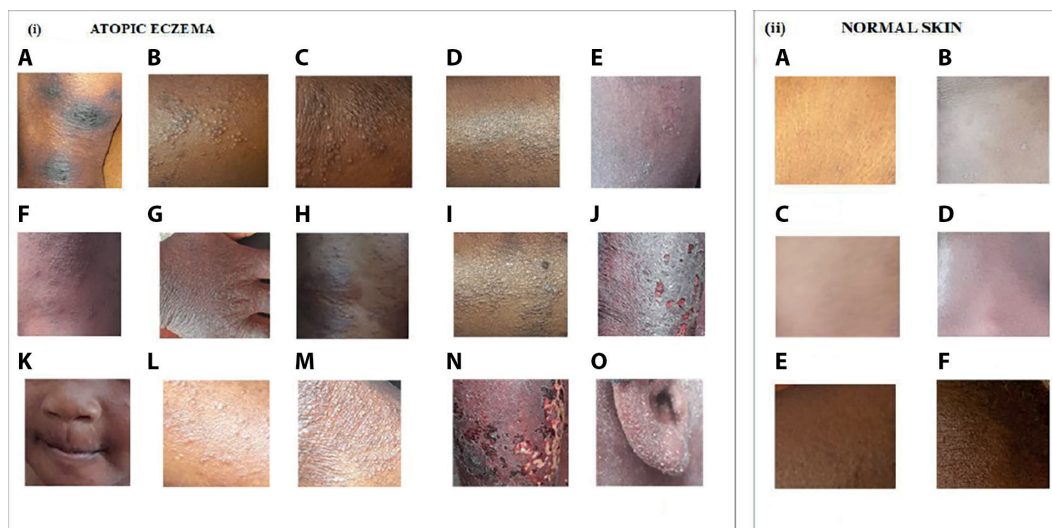 (i) ATOPIC ECZEMA
A B C D E
F G H I J
K L M N O
(ii) NORMAL SKIN
A B
C D
E F